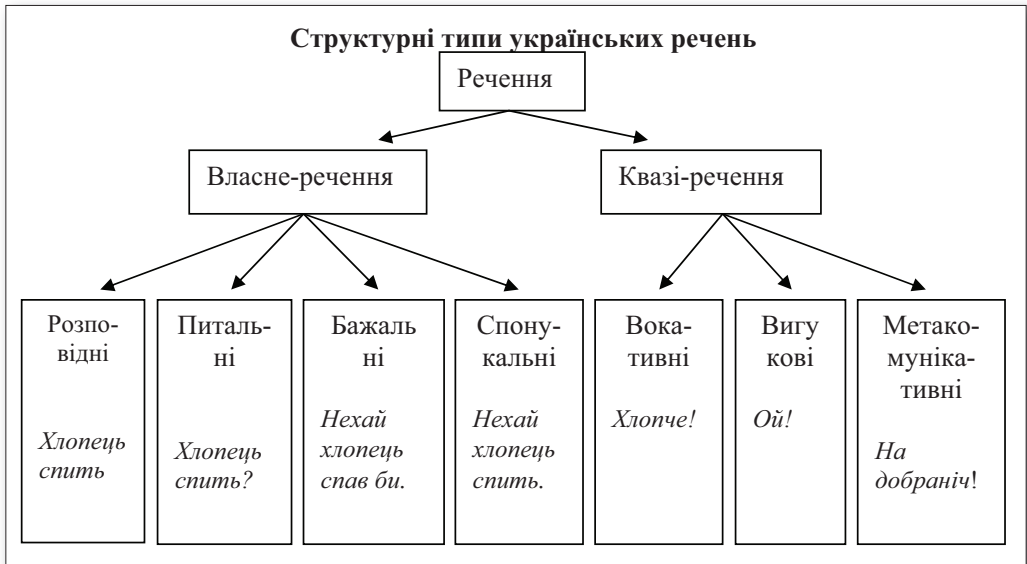 Структурні типи українських речень
Речення
Власне-речення
Квазі-речення
Розпо-
відні
Хлопець
спить
Питаль-
ні
Хлопець
спить?
Бажаль
ні
Нехай
хлопець
спав би.
Спону-
кальні
Нехай
хлопець
спить.
Вока-
тивні
Хлопче!
Вигу
кові
Ой!
Метако-
муніка-
тивні
На
добраніч!